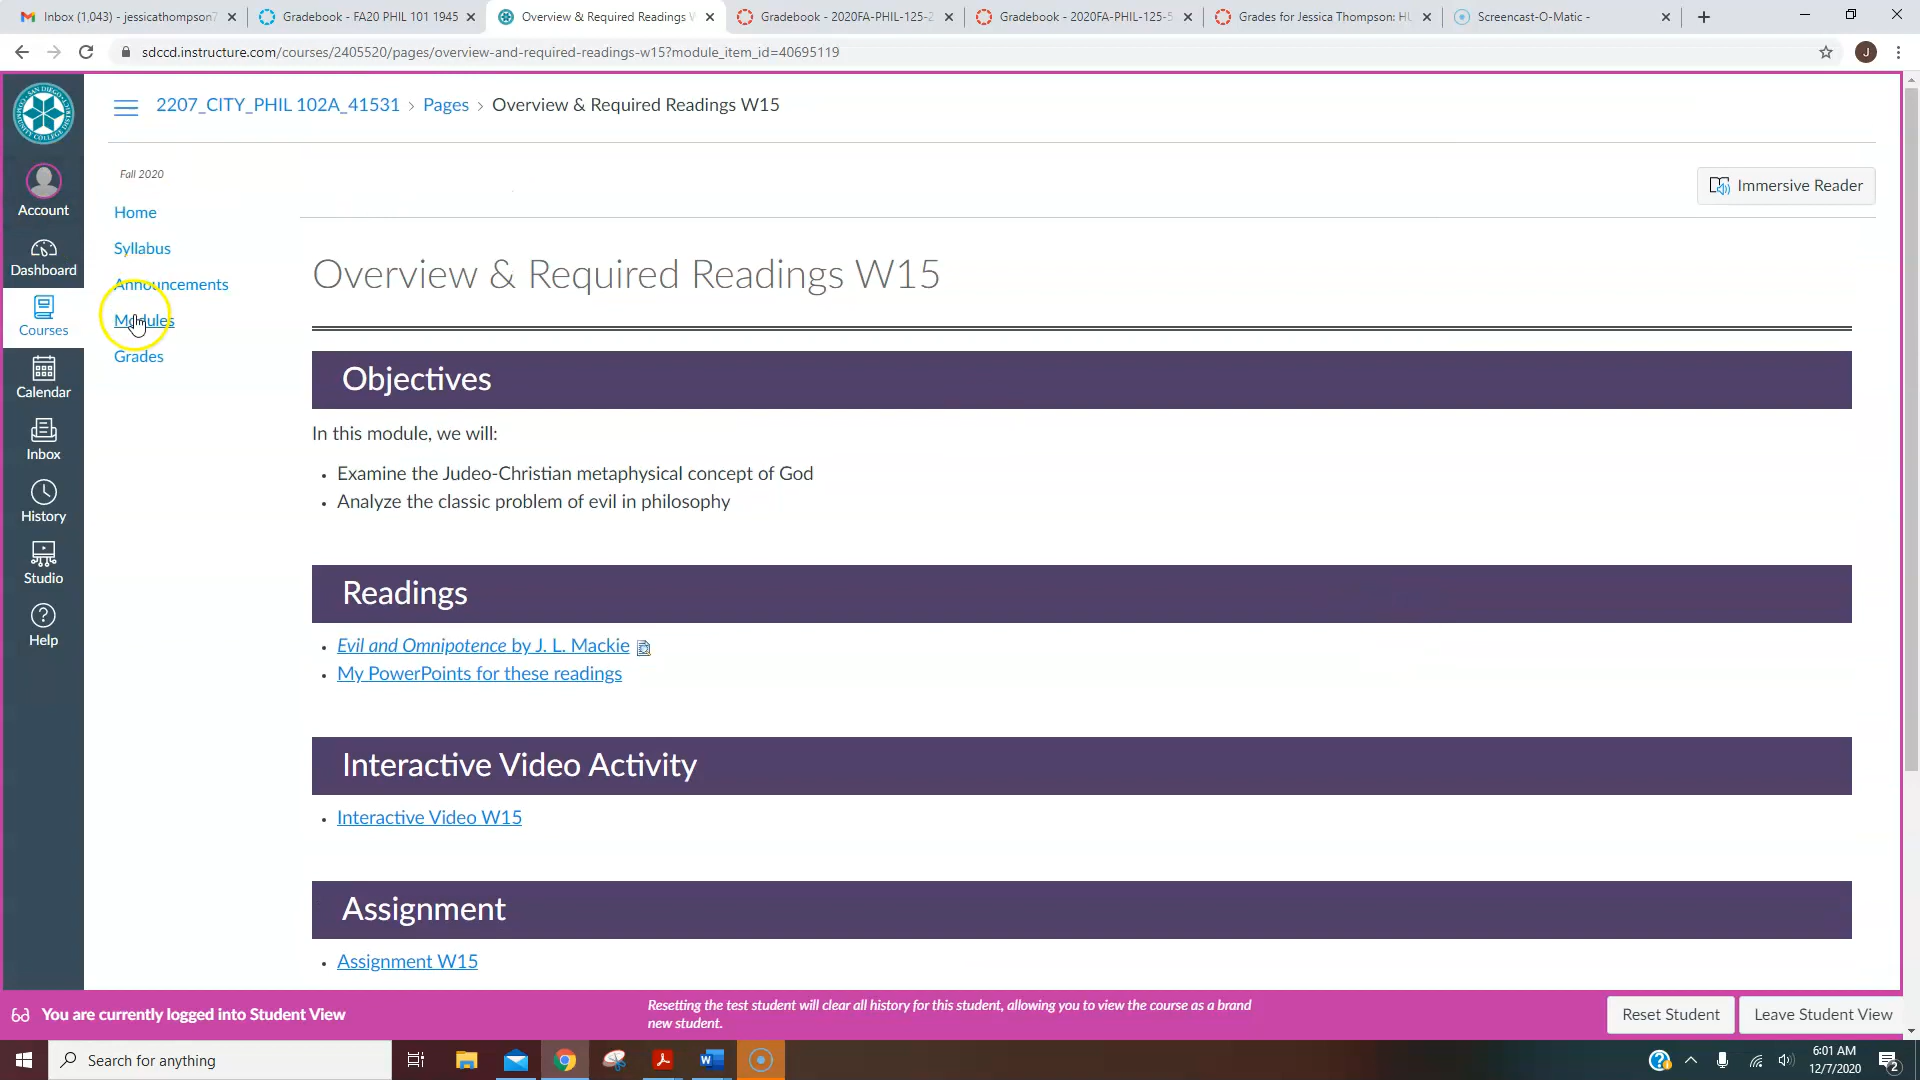 Inbox (1,043) - jessicathompson7
Gradebook - FA20 PHIL 101 1945
Overview & Required Readings W
Gradebook - 2020FA-PHIL-125-2
Gradebook - 2020FA-PHIL-125-5
Grades for Jessica Thompson: HU
Screencast-O-Matic -
sdccd.instructure.com/courses/2405520/pages/overview-and-required-readings-w15?module_item_id=40695119
J
SAN DIEGO
COMMUNITY COLLEGE DISTRICT
2207_CITY_PHIL 102A_41531 > Pages > Overview & Required Readings W15
Account
Dashboard
Courses
Calendar
Inbox
History
Studio
Help
Fall 2020
Home
Syllabus
Announcements
Modules
Grades
Immersive Reader
Overview & Required Readings W15
Objectives
In this module, we will:
• Examine the Judeo-Christian metaphysical concept of God
• Analyze the classic problem of evil in philosophy
Readings
• Evil and Omnipotence by J. L. Mackie
• My PowerPoints for these readings
Interactive Video Activity
• Interactive Video W15
Assignment
• Assignment W15
You are currently logged into Student View
Resetting the test student will clear all history for this student, allowing you to view the course as a brand
new student.
Reset Student
Leave Student View
Search for anything
6:01 AM
12/7/2020
2